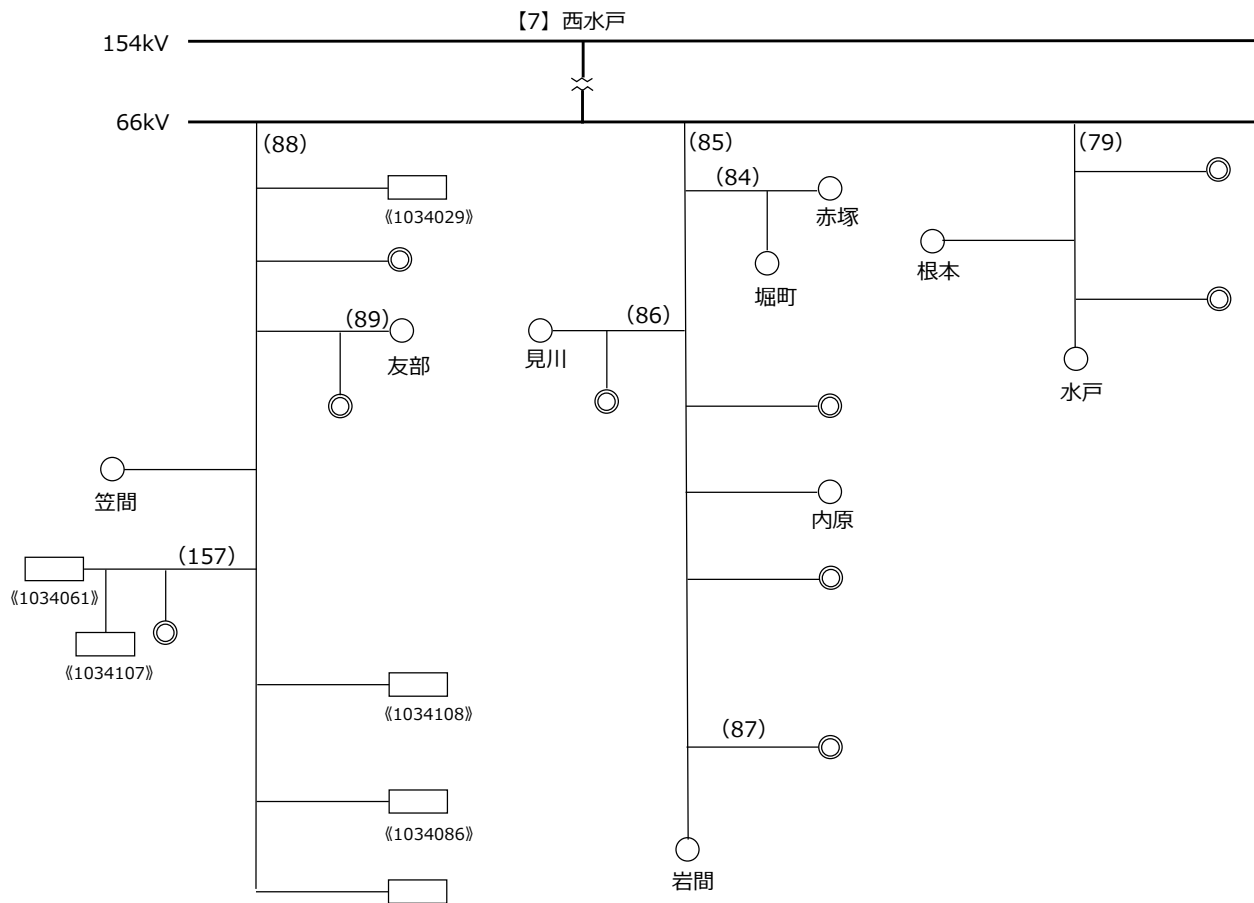 【7】西水戸
154kV
66kV
（88）
（85）
（79）
《1034029》
（84）
赤塚
堀町
根本
（89）
友部
（86）
見川
水戸
笠間
内原
（157）
《1034061》
《1034107》
《1034108》
（87）
《1034086》
岩間